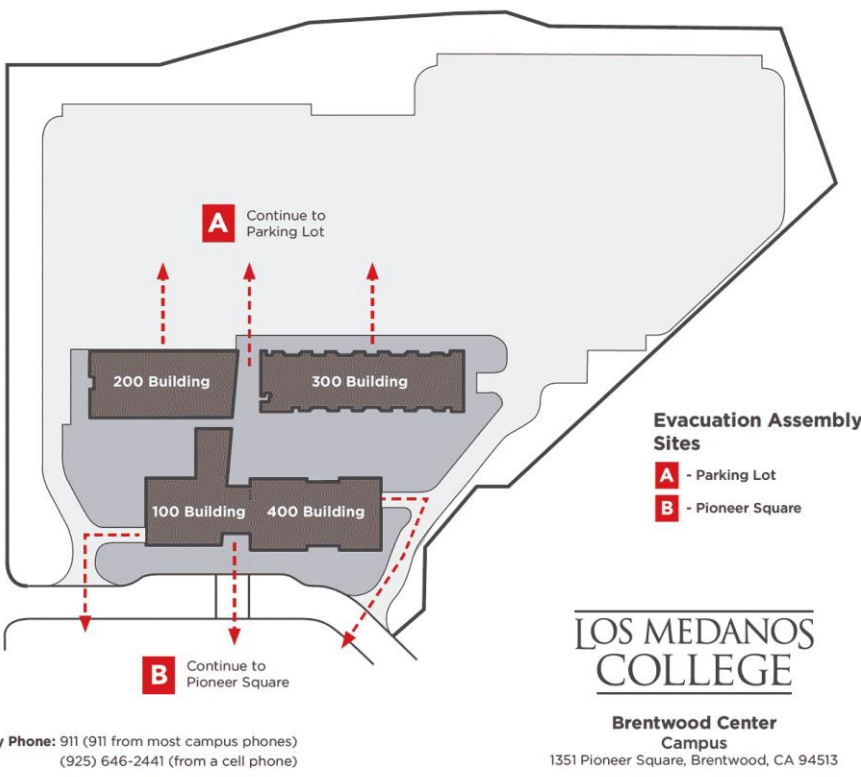 A
Continue to
Parking Lot
200 Building
300 Building
100 Building
400 Building
Evacuation Assembly
Sites
A - Parking Lot
B - Pioneer Square
B
Continue to
Pioneer Square
LOS MEDANOS
COLLEGE
Brentwood Center
Campus
1351 Pioneer Square, Brentwood, CA 94513
Phone: 911 (911 from most campus phones)
(925) 646-2441 (from a cell phone)